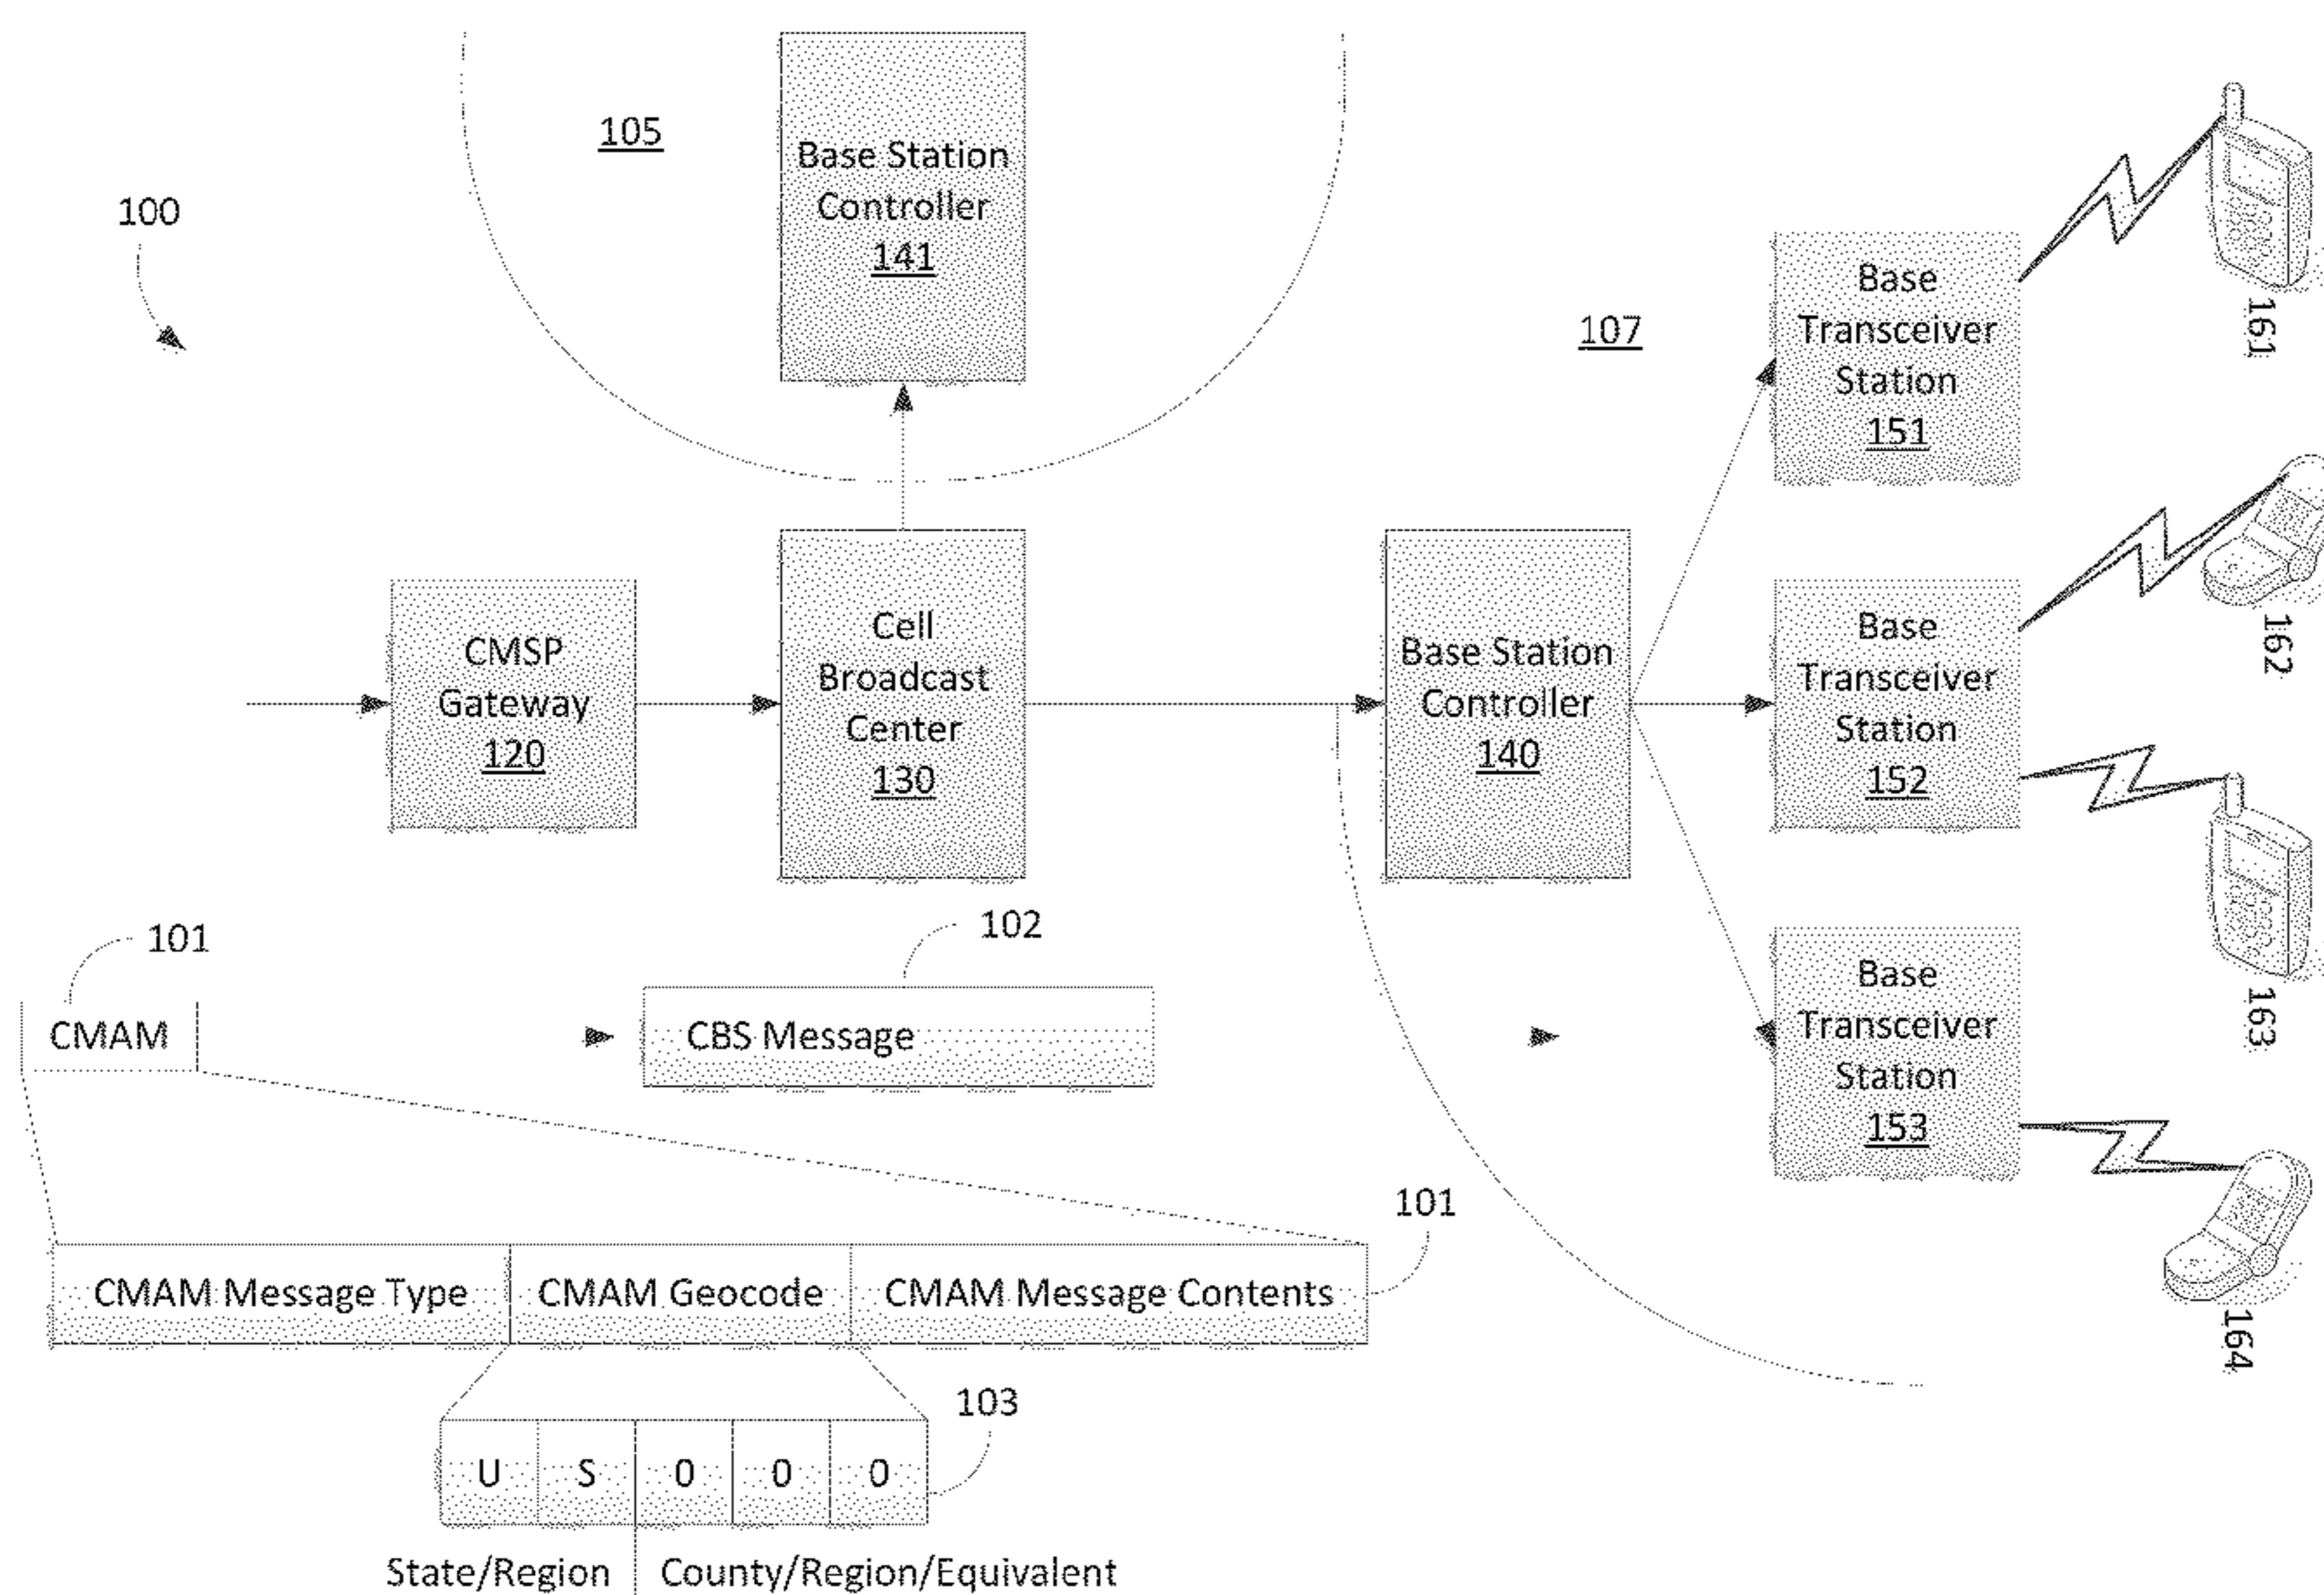 100
105
Base Station
Controller
141
107
Base
Transceiver
Station
151
161
CMSP
Gateway
120
Cell
Broadcast
Center
130
Base Station
Controller
140
Base
Transceiver
Station
152
162
163
101
CMAM
102
CBS Message
Base
Transceiver
Station
153
164
CMAM Message Type
CMAM Geocode
CMAM Message Contents
101
U S 0 0 0
103
State/Region
County/Region/Equivalent